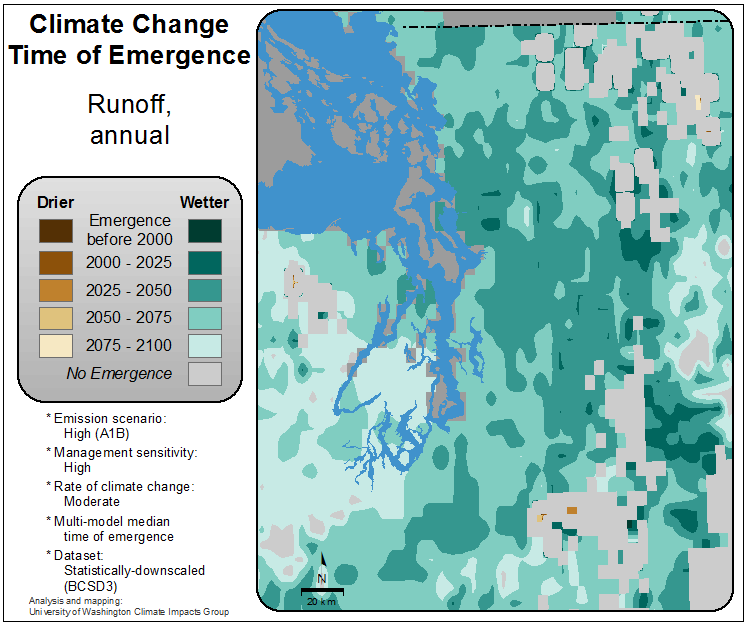 Climate Change
Time of Emergence
Runoff,
annual
Drier Wetter
Emergence
before 2000
2000 - 2025
2025 - 2050
2050 - 2075
2075 - 2100
No Emergence
* Emission scenario:
High (A1B)
* Management sensitivity:
High
* Rate of climate change:
Moderate
* Multi-model median
time of emergence
* Dataset:
Statistically-downscaled
(BCSD3)
Analysis and mapping:
University of Washington Climate Impacts Group
N
20 km